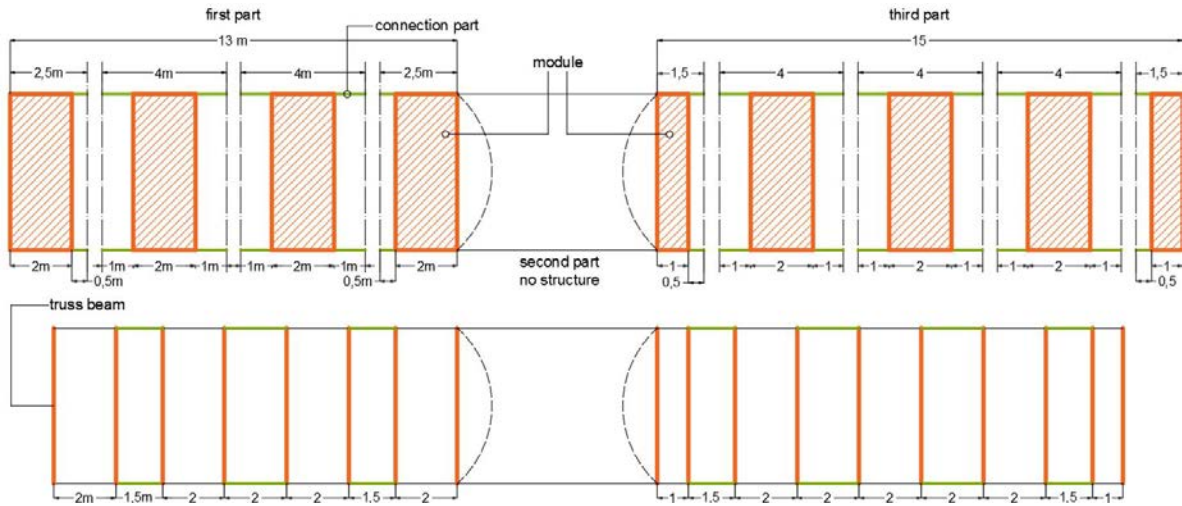 first part
third part
connection part
13 m
15
2,5m 4m 4m 2,5m
module
1,5 4 4 4 1,5
2m 1m 2m 1m 1m 2m 1m 2m
0,5m 0,5m
second part
no structure
1 1 2 1 1 2 1 1 2 1 1
0,5 0,5
truss beam
2m 1.5m 2 2 2 1.5 2
1 1.5 2 2 2 2 2 1.5 1